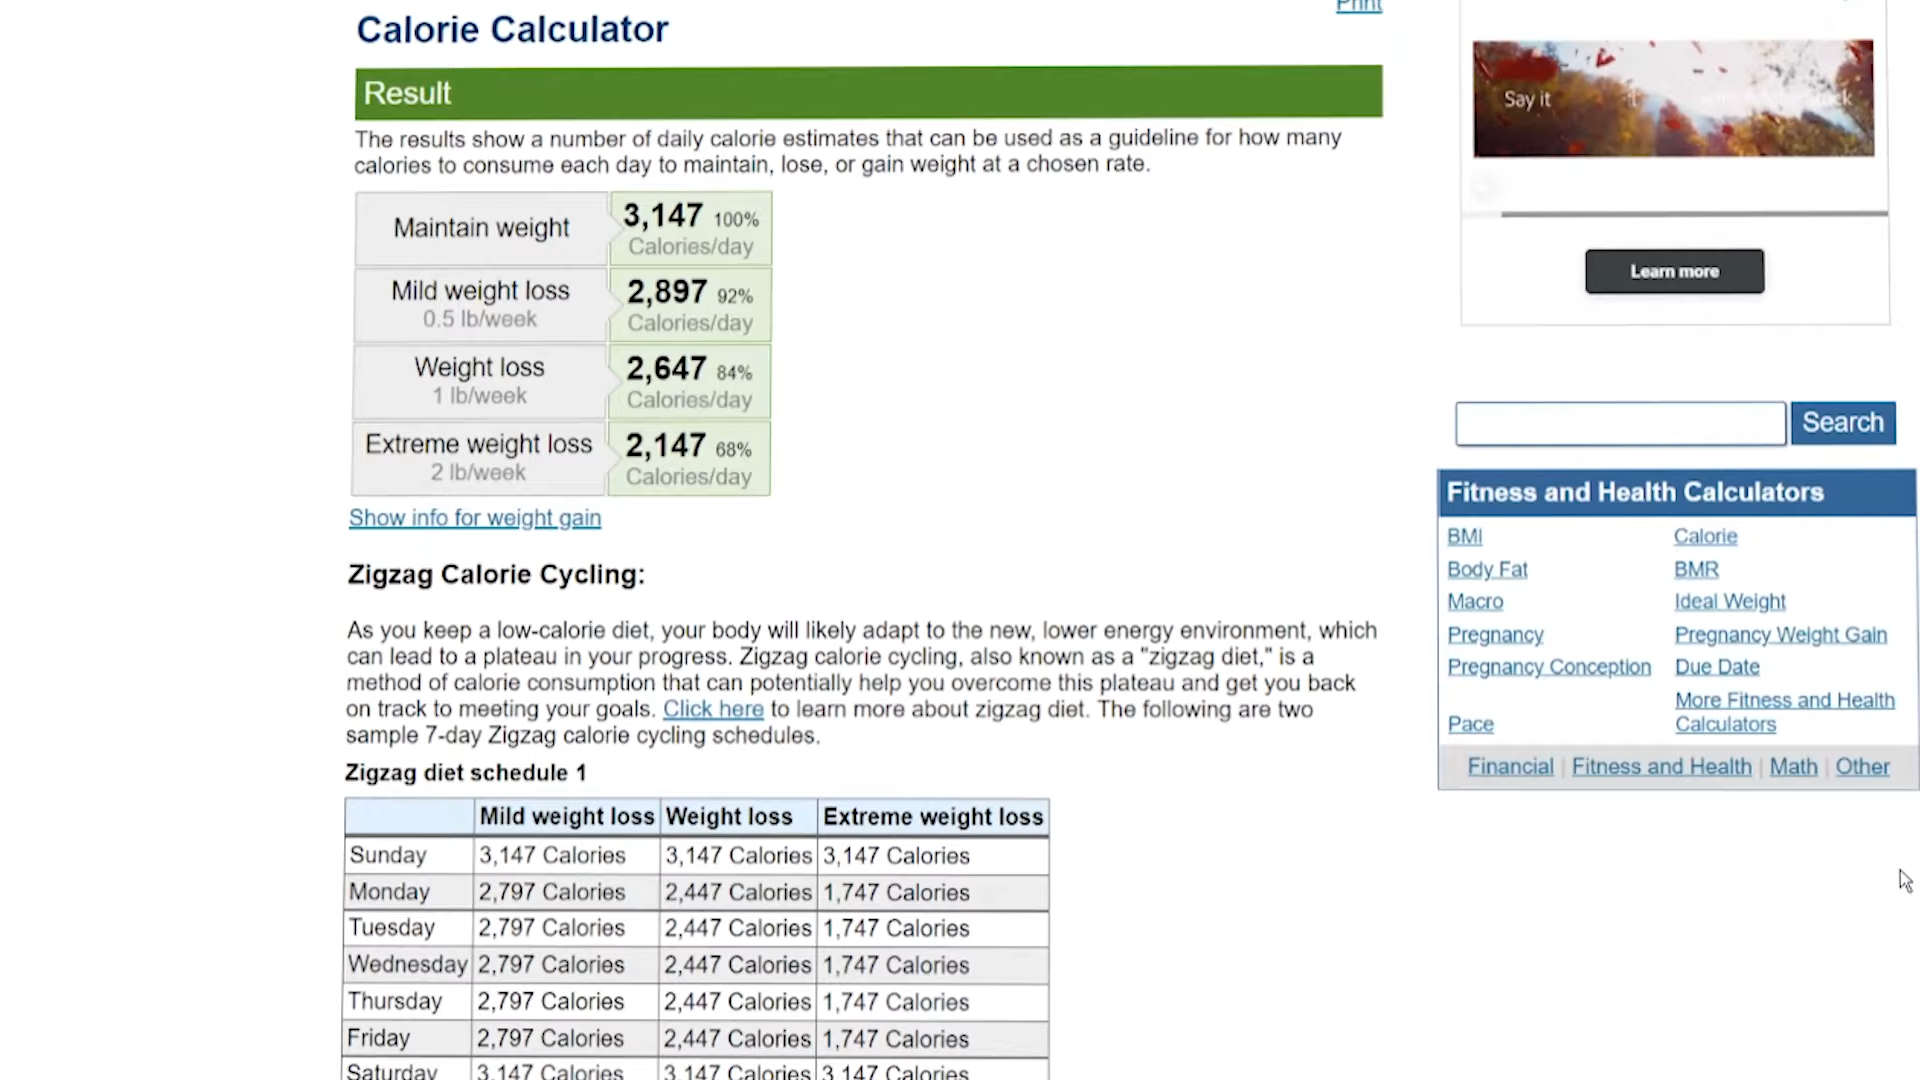 Print
Calorie Calculator
Result
The results show a number of daily calorie estimates that can be used as a guideline for how many
calories to consume each day to maintain, lose, or gain weight at a chosen rate.
Maintain weight
3,147 100%
Calories/day
Mild weight loss
0.5 lb/week
2,897 92%
Calories/day
Weight loss
1 lb/week
2,647 84%
Calories/day
Extreme weight loss
2 lb/week
2,147 68%
Calories/day
Show info for weight gain
Zigzag Calorie Cycling:
As you keep a low-calorie diet, your body will likely adapt to the new, lower energy environment, which
can lead to a plateau in your progress. Zigzag calorie cycling, also known as a "zigzag diet," is a
method of calorie consumption that can potentially help you overcome this plateau and get you back
on track to meeting your goals. Click here to learn more about zigzag diet. The following are two
sample 7-day Zigzag calorie cycling schedules.
Zigzag diet schedule 1
Mild weight loss Weight loss Extreme weight loss
Sunday 3,147 Calories 3,147 Calories 3,147 Calories
Monday 2,797 Calories 2,447 Calories 1,747 Calories
Tuesday 2,797 Calories 2,447 Calories 1,747 Calories
Wednesday 2,797 Calories 2,447 Calories 1,747 Calories
Thursday 2,797 Calories 2,447 Calories 1,747 Calories
Friday 2,797 Calories 2,447 Calories 1,747 Calories
Saturday 3,147 Calories 3,147 Calories 3,147 Calories
Say it
Learn more
Search
Fitness and Health Calculators
BMI Calorie
Body Fat BMR
Macro Ideal Weight
Pregnancy Pregnancy Weight Gain
Pregnancy Conception Due Date
Pace More Fitness and Health
Calculators
Financial | Fitness and Health | Math | Other